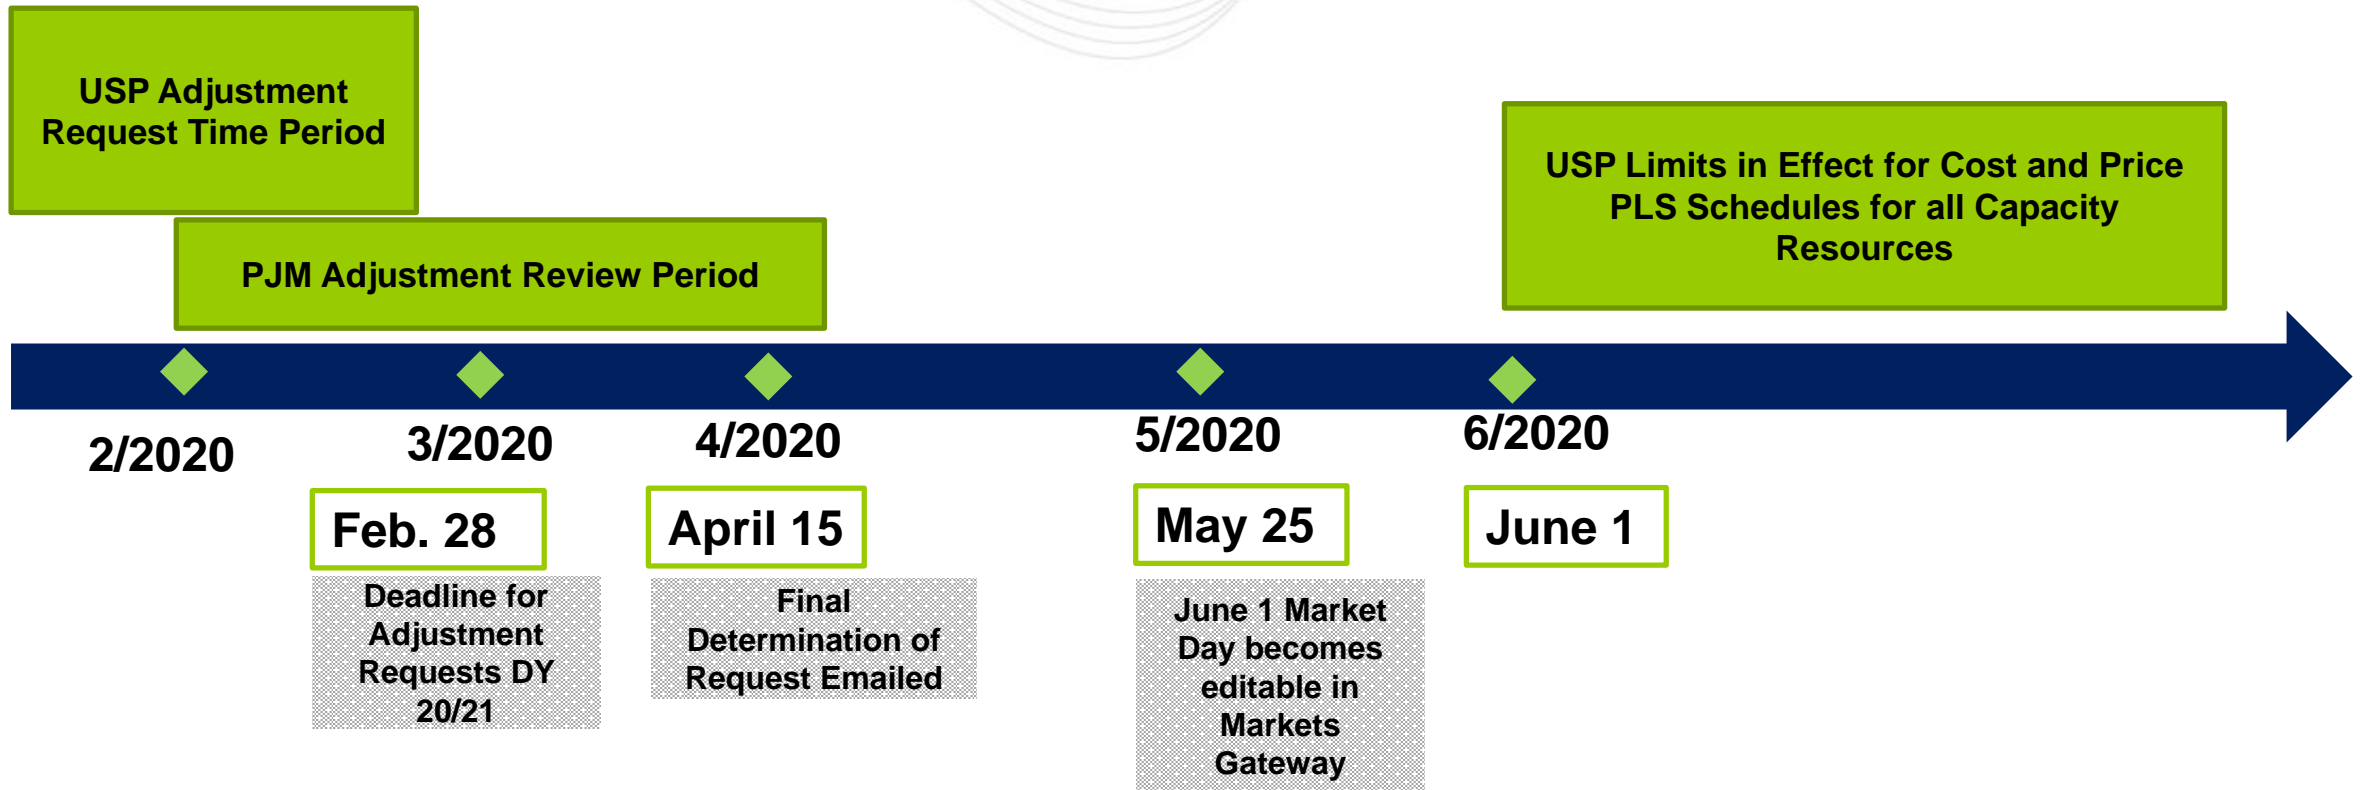 USP Adjustment
Request Time Period
PJM Adjustment Review Period
USP Limits in Effect for Cost and Price
PLS Schedules for all Capacity
Resources
2/2020
3/2020
4/2020
5/2020
6/2020
Feb. 28
Deadline for
Adjustment
Requests DY
20/21
April 15
Final
Determination of
Request Emailed
May 25
June 1 Market
Day becomes
editable in
Markets
Gateway
June 1